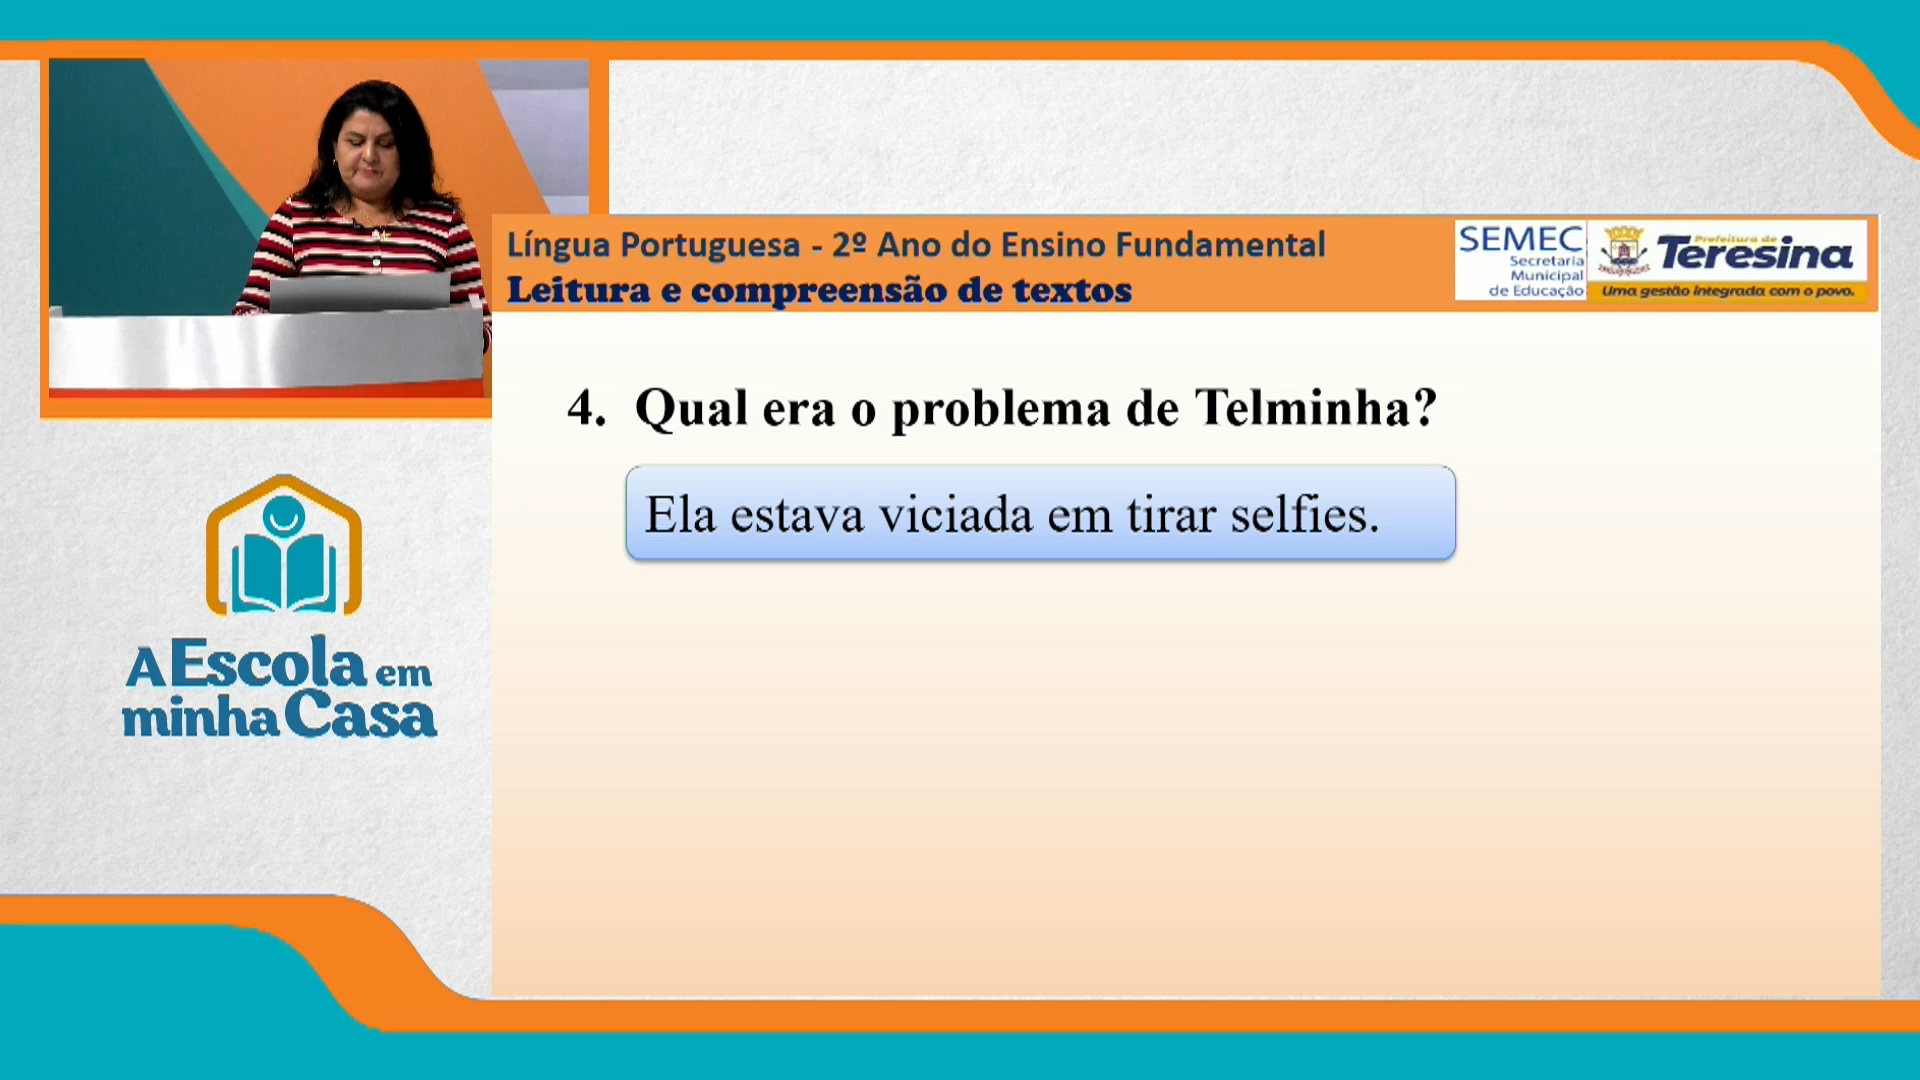 Língua Portuguesa - 2º Ano do Ensino Fundamental
Leitura e compreensão de textos
SEMEC
Secretaria
Municipal
de Educação
Prefeitura de
Teresina
Uma gestão integrada com o povo.
4. Qual era o problema de Telminha?
Ela estava viciada em tirar selfies.
A Escola em
minha Casa